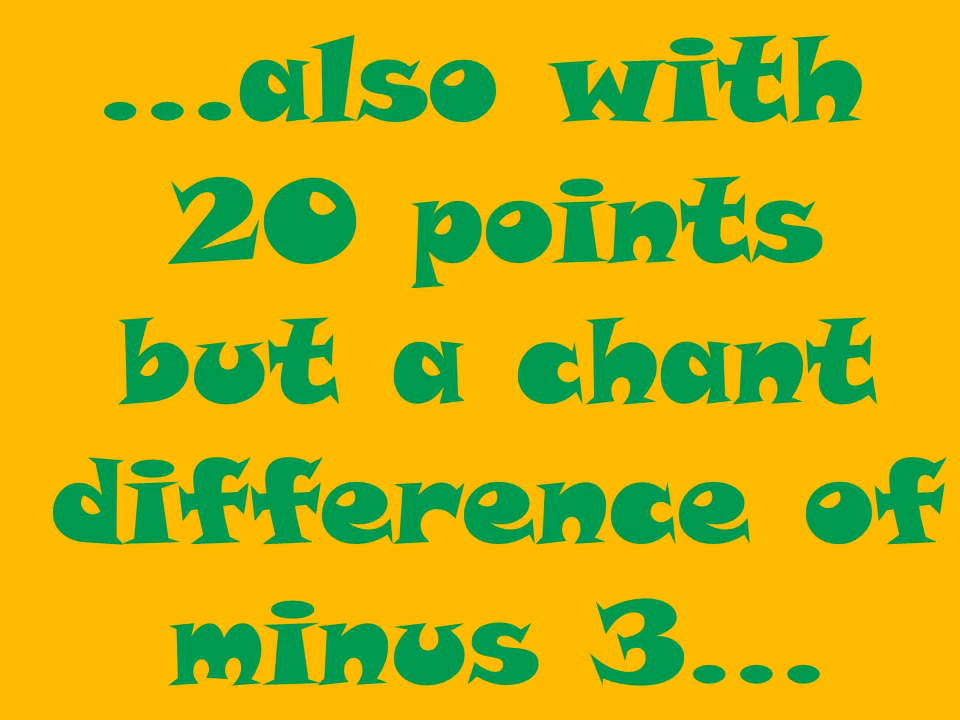 ...also with
20 points
but a chant
difference of
minus 3...